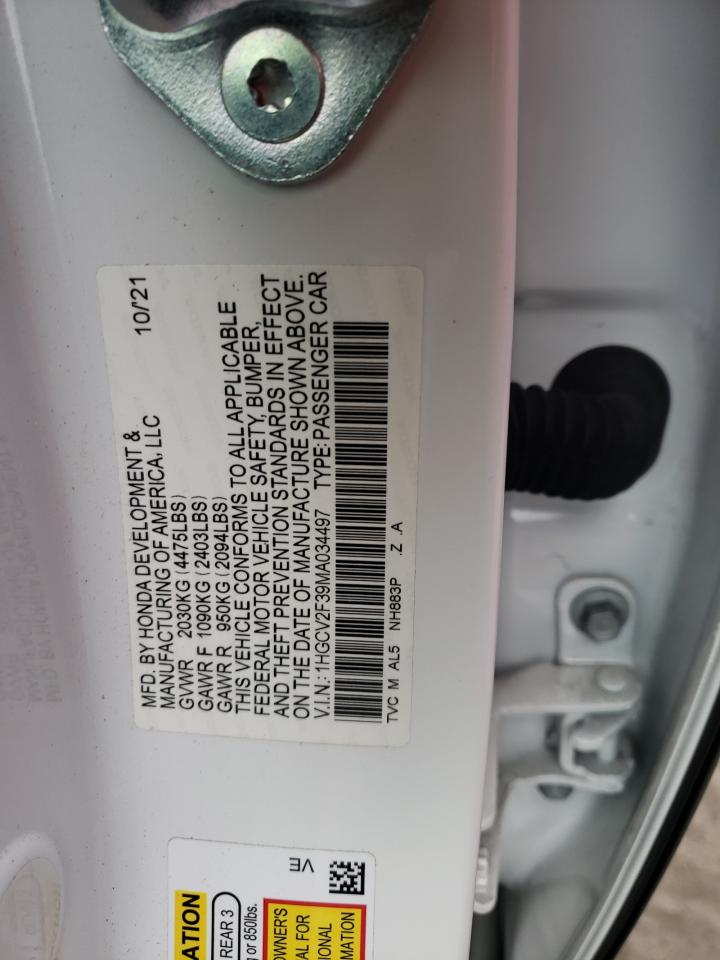 MFD. BY HONDA DEVELOPMENT &
MANUFACTURING OF AMERICA, LLC 10/'21
GVWR 2030KG (4475LBS)
GAWR F 1090KG (2403LBS)
GAWR R 950KG (2094LBS)
THIS VEHICLE CONFORMS TO ALL APPLICABLE
FEDERAL MOTOR VEHICLE SAFETY, BUMPER,
AND THEFT PREVENTION STANDARDS IN EFFECT
ON THE DATE OF MANUFACTURE SHOWN ABOVE.
V.I.N.: 1HGCV2F39MA034497 TYPE: PASSENGER CAR
TVC M AL5 NH883P .Z .A
ATION
REAR 3
or 850lbs.
OWNER'S
AL FOR
IONAL
MATION
VE